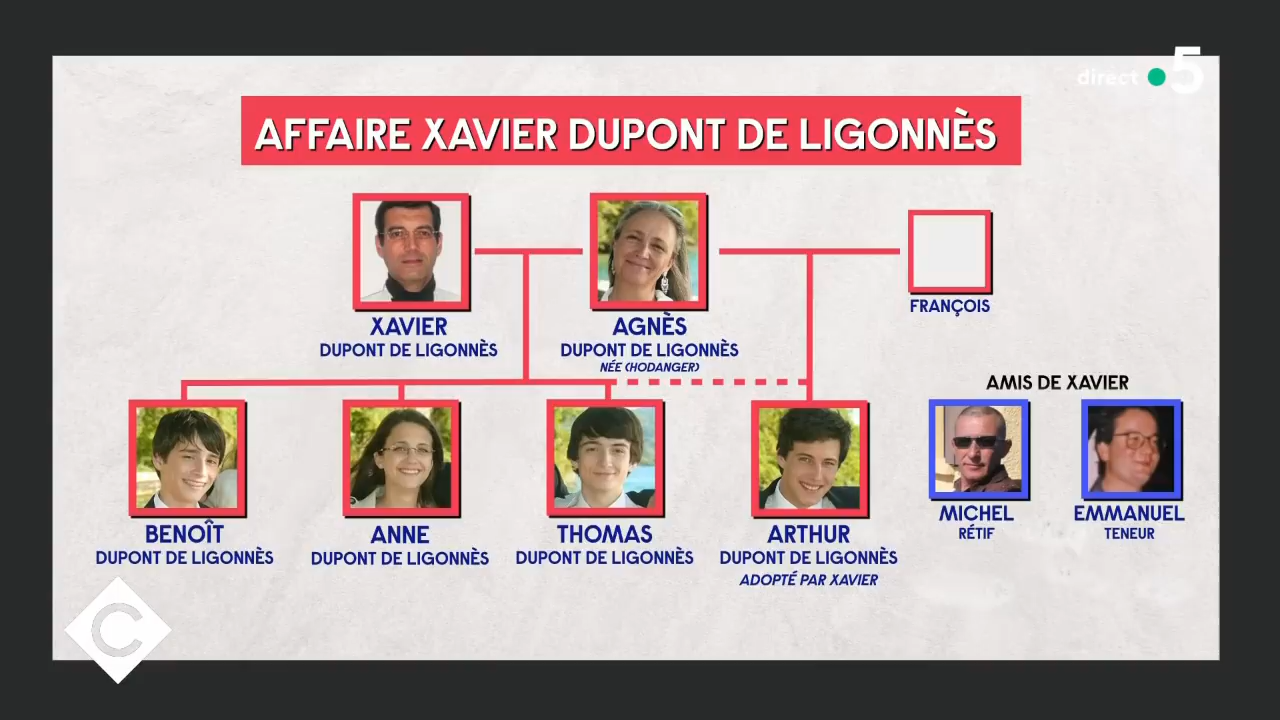 direct 5
AFFAIRE XAVIER DUPONT DE LIGONNÈS
XAVIER
DUPONT DE LIGONNÈS
AGNÈS
DUPONT DE LIGONNÈS
NÉE (HODANGER)
FRANÇOIS
AMIS DE XAVIER
BENOÎT
DUPONT DE LIGONNÈS
ANNE
DUPONT DE LIGONNÈS
THOMAS
DUPONT DE LIGONNÈS
ARTHUR
DUPONT DE LIGONNÈS
ADOPTÉ PAR XAVIER
MICHEL
RÉTIF
EMMANUEL
TENEUR
C